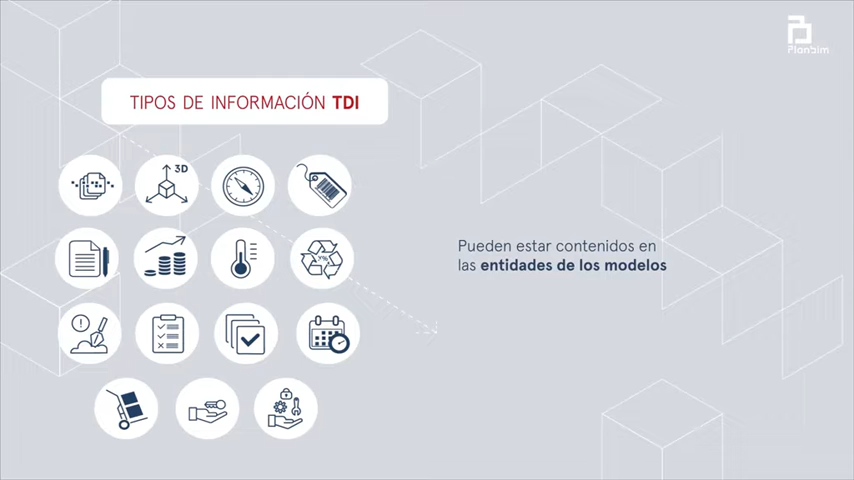 Planbim
TIPOS DE INFORMACIÓN TDI
3D
Y%
Pueden estar contenidos en
las entidades de los modelos